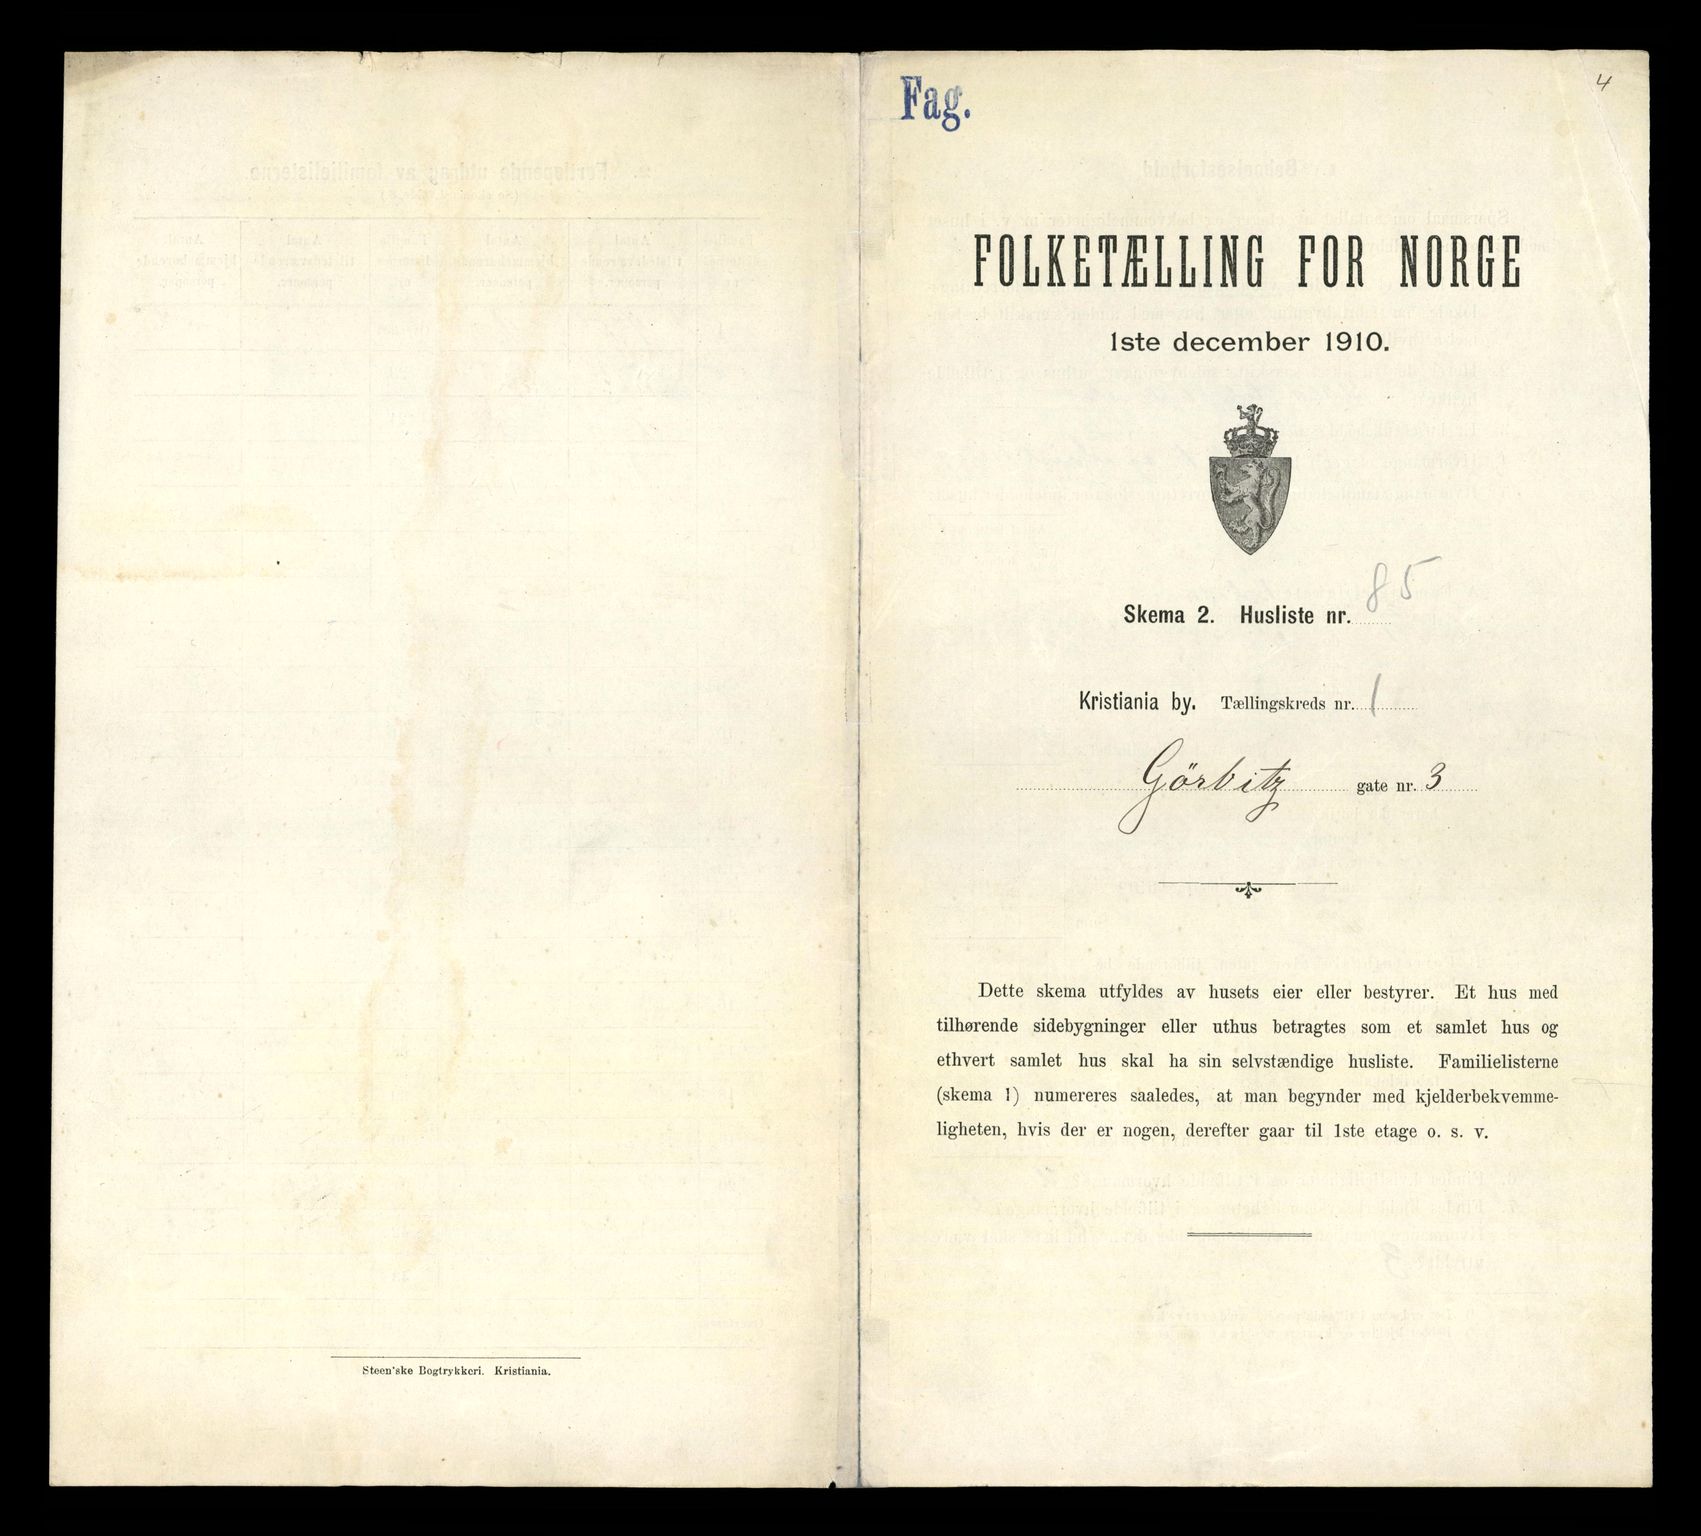 Steen'ske Bogtrykkeri. Kristiania.
Fag.
4
FOLKETÆLLING FOR NORGE
1ste december 1910.
Skema 2. Husliste nr. 85
Kristiania by. Tællingskreds nr. 1
Görbitz gate nr. 3
Dette skema utfyldes av husets eier eller bestyrer. Et hus med
tilhørende sidebygninger eller uthus betragtes som et samlet hus og
ethvert samlet hus skal ha sin selvstændige husliste. Familielisterne
(skema 1) numereres saaledes, at man begynder med kjelderbekvemme-
ligheten, hvis der er nogen, derefter gaar til 1ste etage o. s. v.